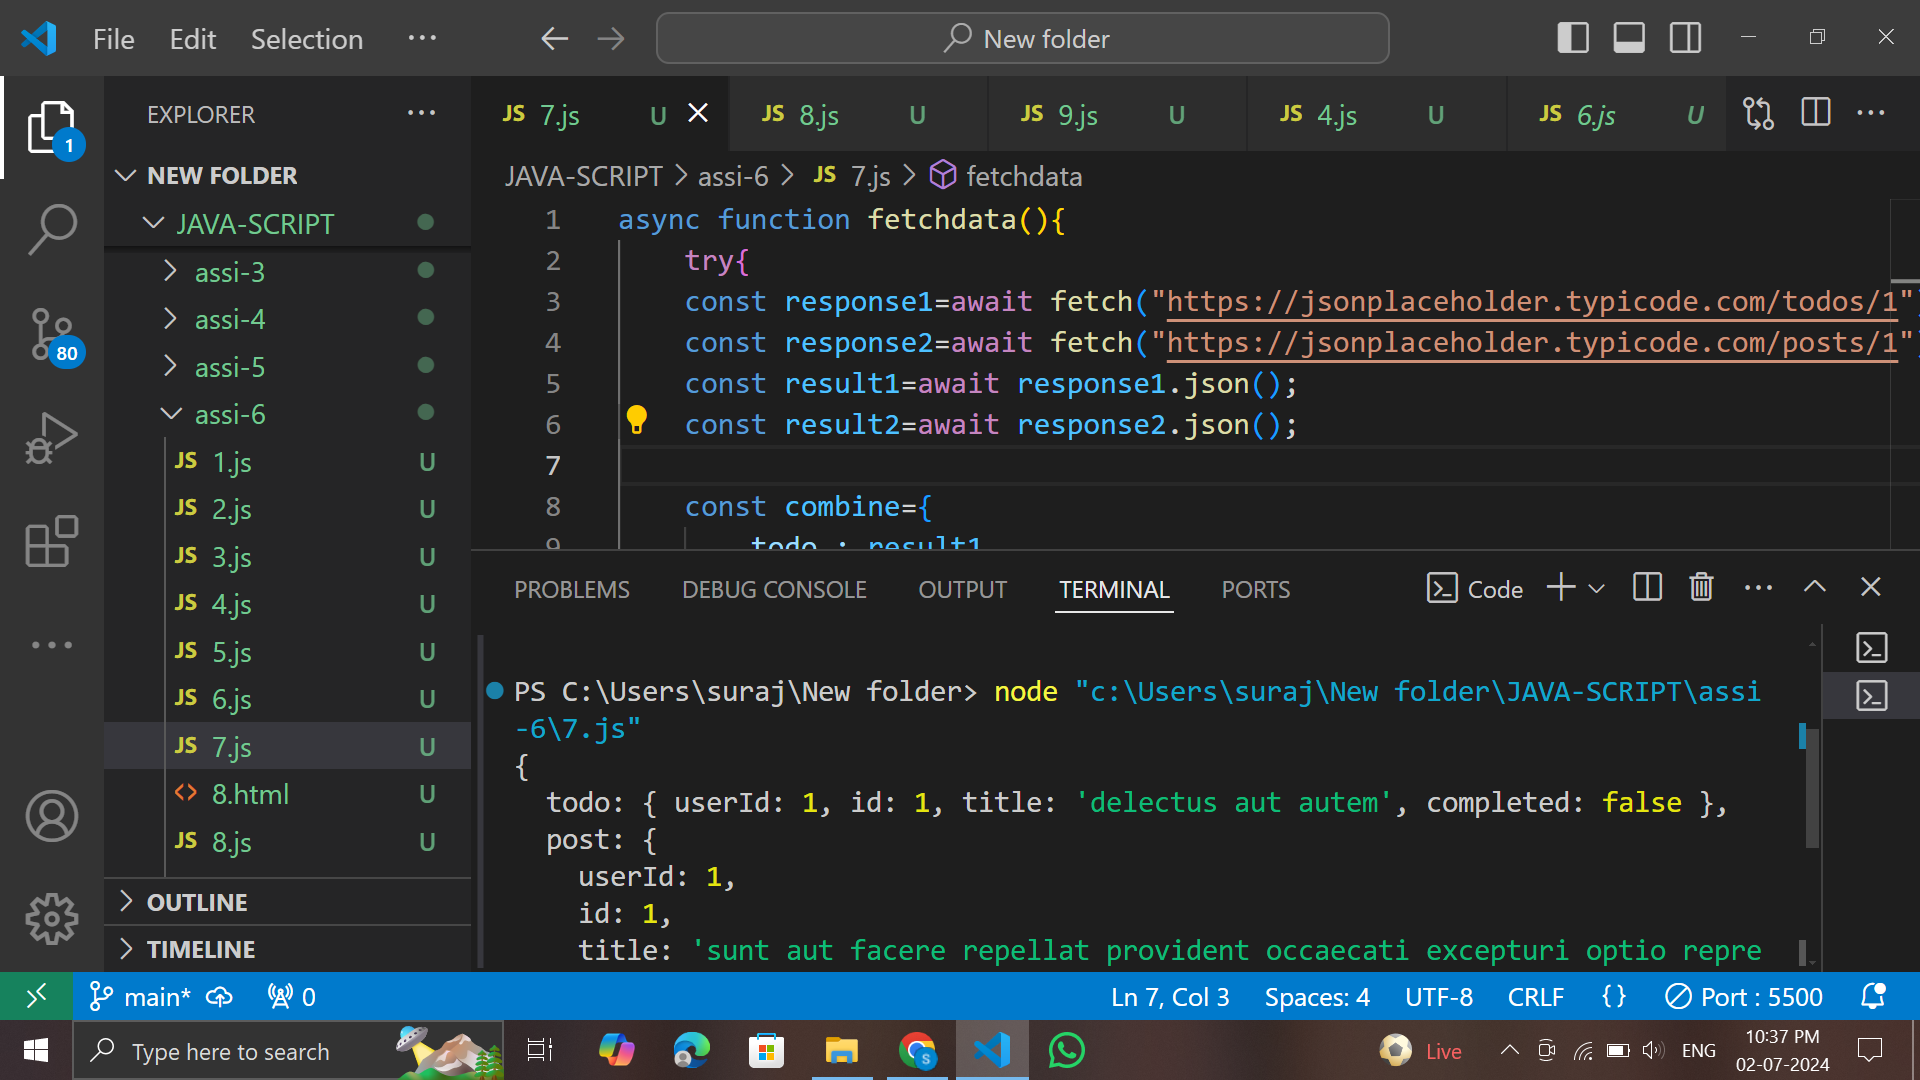 File Edit Selection ···
New folder
EXPLORER
JS 7.js U
JS 8.js U
JS 9.js U
JS 4.js U
JS 6.js U
1
80
NEW FOLDER
JAVA-SCRIPT
assi-3
assi-4
assi-5
assi-6
JS 1.js U
JS 2.js U
JS 3.js U
JS 4.js U
JS 5.js U
JS 6.js U
JS 7.js U
<> 8.html U
JS 8.js U
OUTLINE
TIMELINE
JAVA-SCRIPT > assi-6 > JS 7.js > fetchdata
1 async function fetchdata(){
2 try{
3 const response1=await fetch("https://jsonplaceholder.typicode.com/todos/1")
4 const response2=await fetch("https://jsonplaceholder.typicode.com/posts/1")
5 const result1=await response1.json();
6 const result2=await response2.json();
7
8 const combine={
9 todo : result1
PROBLEMS DEBUG CONSOLE OUTPUT TERMINAL PORTS
Code
PS C:\Users\suraj\New folder> node "c:\Users\suraj\New folder\JAVA-SCRIPT\assi
-6\7.js"
{
todo: { userId: 1, id: 1, title: 'delectus aut autem', completed: false },
post: {
userId: 1,
id: 1,
title: 'sunt aut facere repellat provident occaecati excepturi optio repre
main* 0 Ln 7, Col 3 Spaces: 4 UTF-8 CRLF {} Port : 5500
Type here to search
S
Live
ENG
10:37 PM
02-07-2024